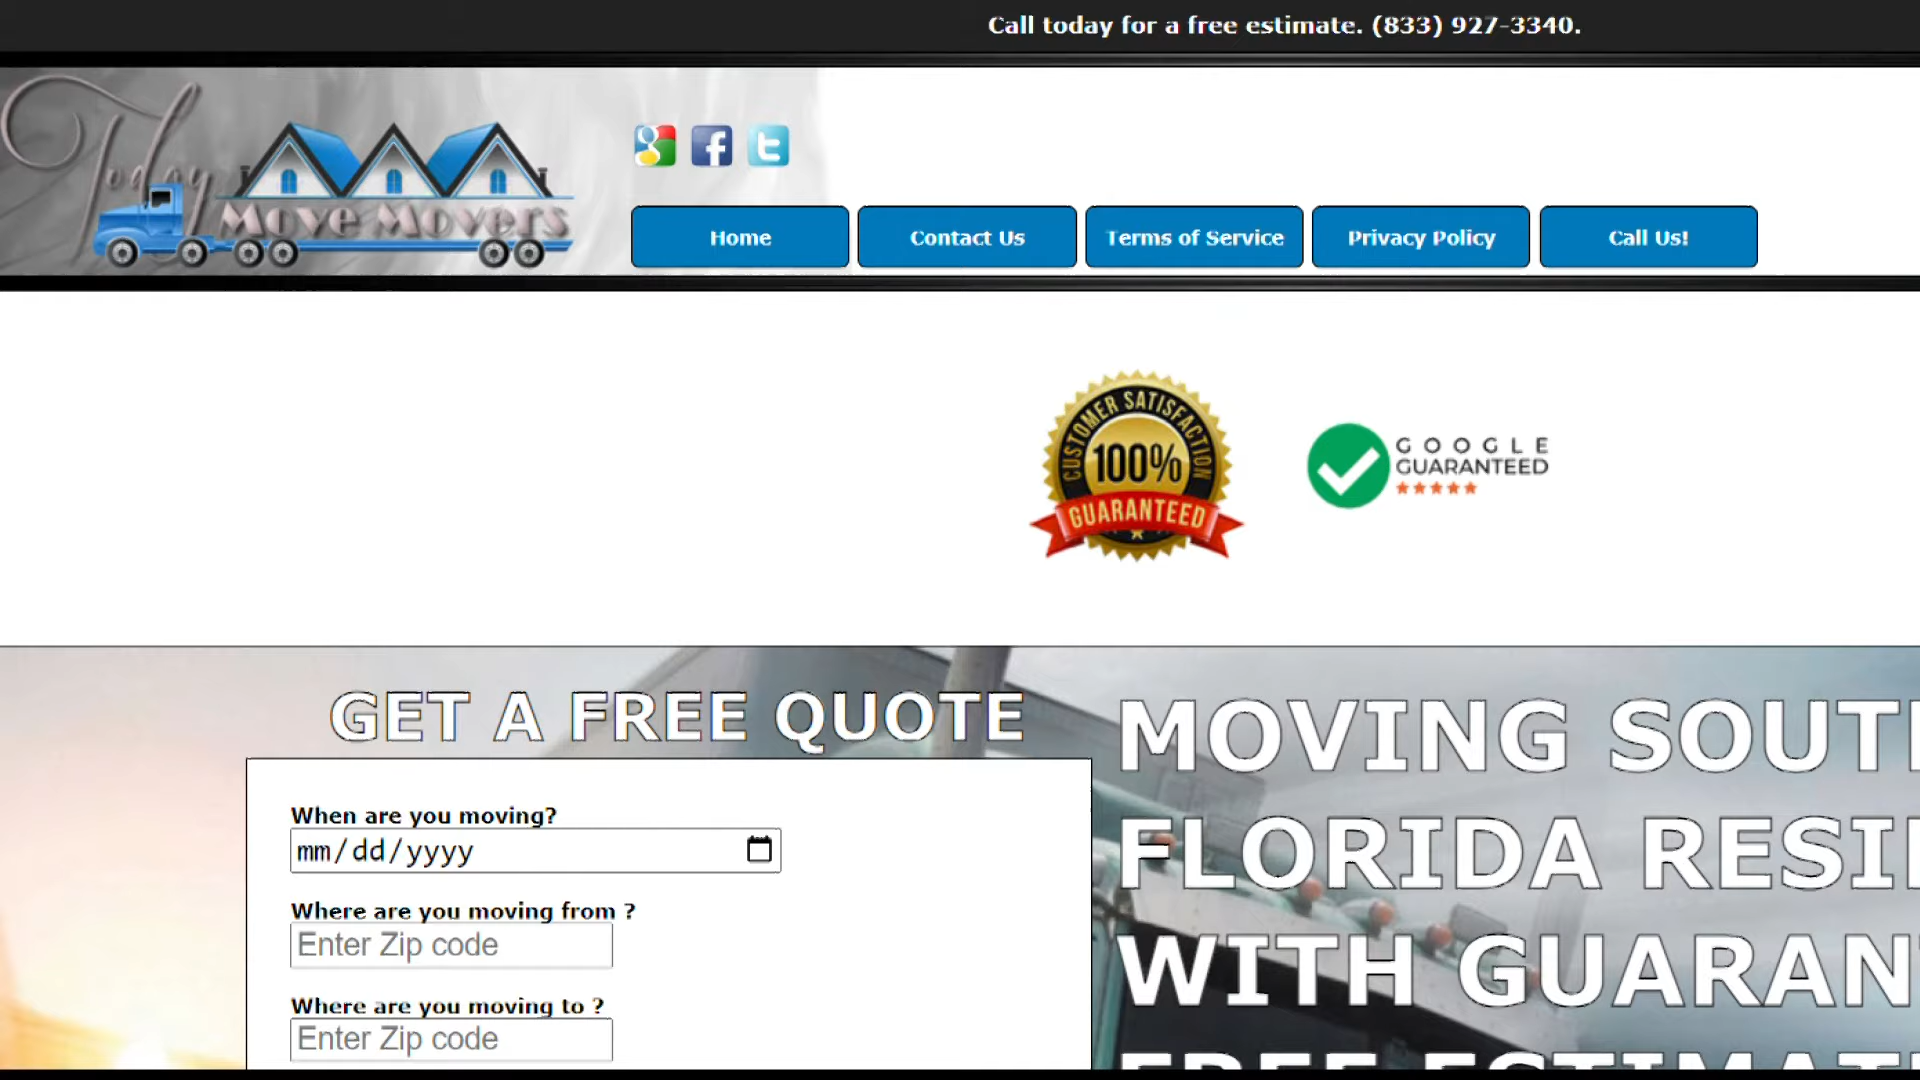 Call today for a free estimate. (833) 927-3340.
Today
Move Movers
Home
Contact Us
Terms of Service
Privacy Policy
Call Us!
CUSTOMER SATISFACTION
100%
GUARANTEED
GOOGLE
GUARANTEED
GET A FREE QUOTE
When are you moving?
mm/dd/yyyy
Where are you moving from ?
Enter Zip code
Where are you moving to ?
Enter Zip code
MOVING SOUT
FLORIDA RESI
WITH GUARAN
FREE ESTIMAT